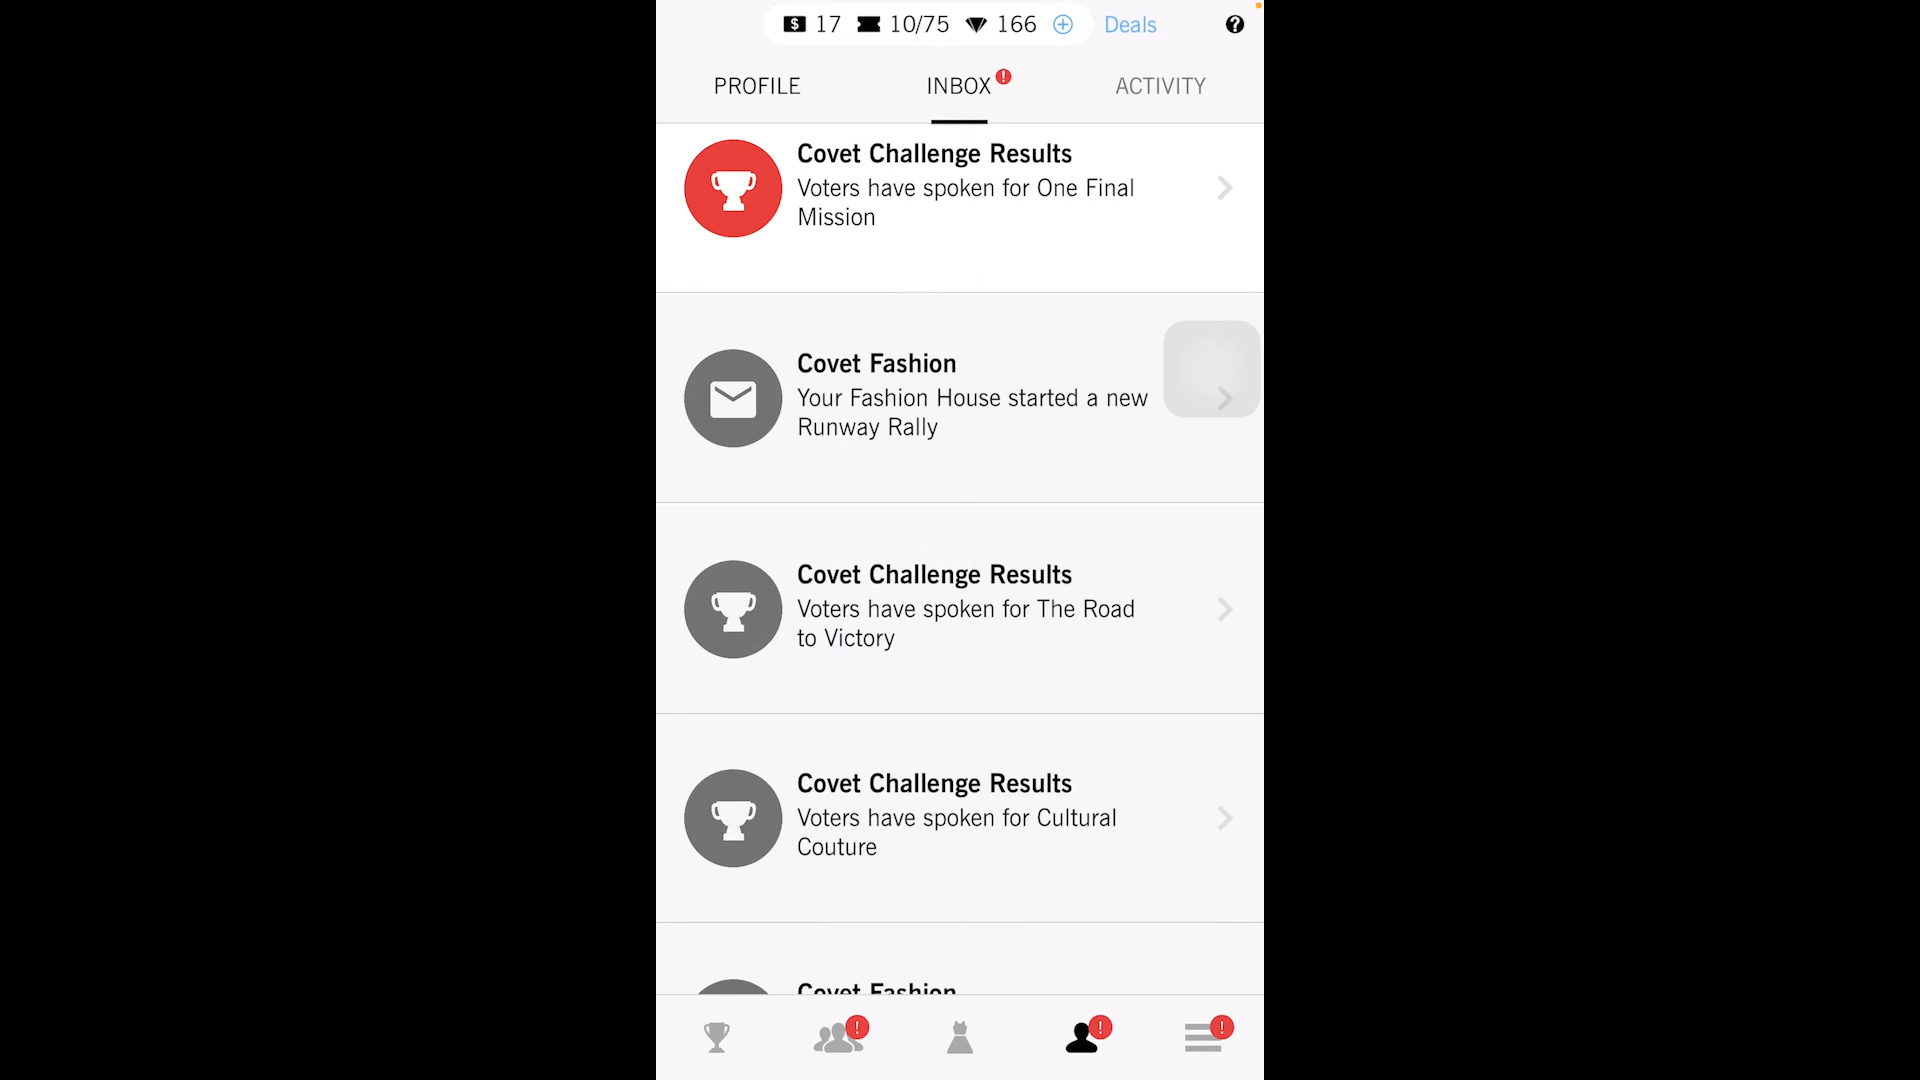 $ 17 10/75 166 Deals ?
PROFILE INBOX ! ACTIVITY
Covet Challenge Results
Voters have spoken for One Final
Mission
Covet Fashion
Your Fashion House started a new
Runway Rally
Covet Challenge Results
Voters have spoken for The Road
to Victory
Covet Challenge Results
Voters have spoken for Cultural
Couture
Covet Fashion
! ! !